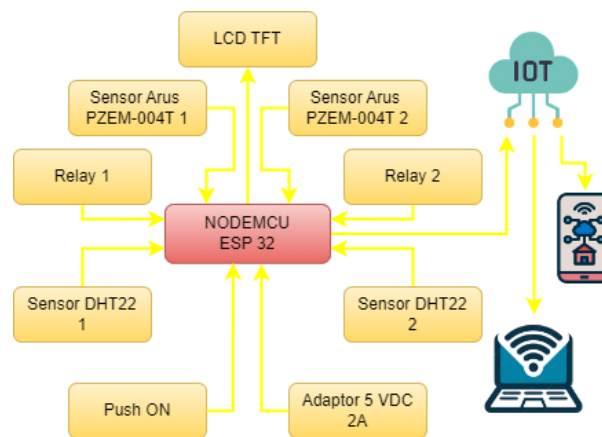 LCD TFT
Sensor Arus
PZEM-004T 1
Sensor Arus
PZEM-004T 2
IOT
Relay 1
Relay 2
NODEMCU
ESP 32
Sensor DHT22
1
Sensor DHT22
2
Push ON
Adaptor 5 VDC
2A